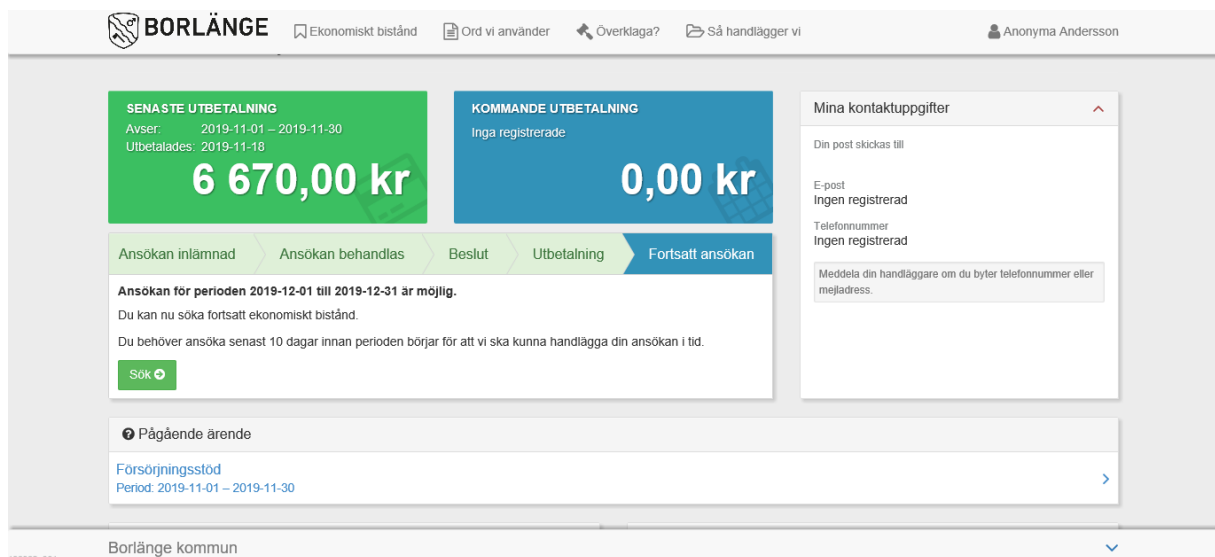 BORLÄNGE
Ekonomiskt bistånd
Ord vi använder
Överklaga?
Så handlägger vi
Anonyma Andersson
SENASTE UTBETALNING
Avser: 2019-11-01 – 2019-11-30
Utbetalades: 2019-11-18
6 670,00 kr
KOMMANDE UTBETALNING
Inga registrerade
0,00 kr
Ansökan inlämnad
Ansökan behandlas
Beslut
Utbetalning
Fortsatt ansökan
Ansökan för perioden 2019-12-01 till 2019-12-31 är möjlig.
Du kan nu söka fortsatt ekonomiskt bistånd.
Du behöver ansöka senast 10 dagar innan perioden börjar för att vi ska kunna handlägga din ansökan i tid.
Sök
Mina kontaktuppgifter
Din post skickas till
E-post
Ingen registrerad
Telefonnummer
Ingen registrerad
Meddela din handläggare om du byter telefonnummer eller
mejladress.
Pågående ärende
Försörjningsstöd
Period: 2019-11-01 – 2019-11-30
Borlänge kommun